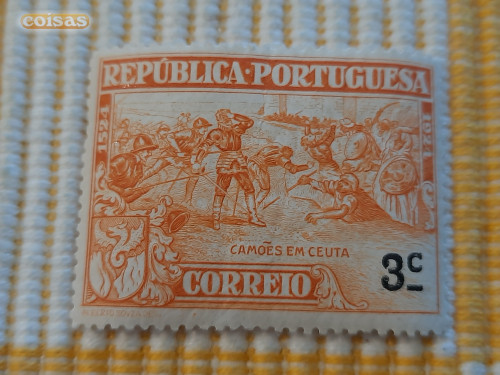 coisas
REPÚBLICA·PORTUGUESA
1524
1924
CAMÕES EM CEUTA
CORREIO
3c